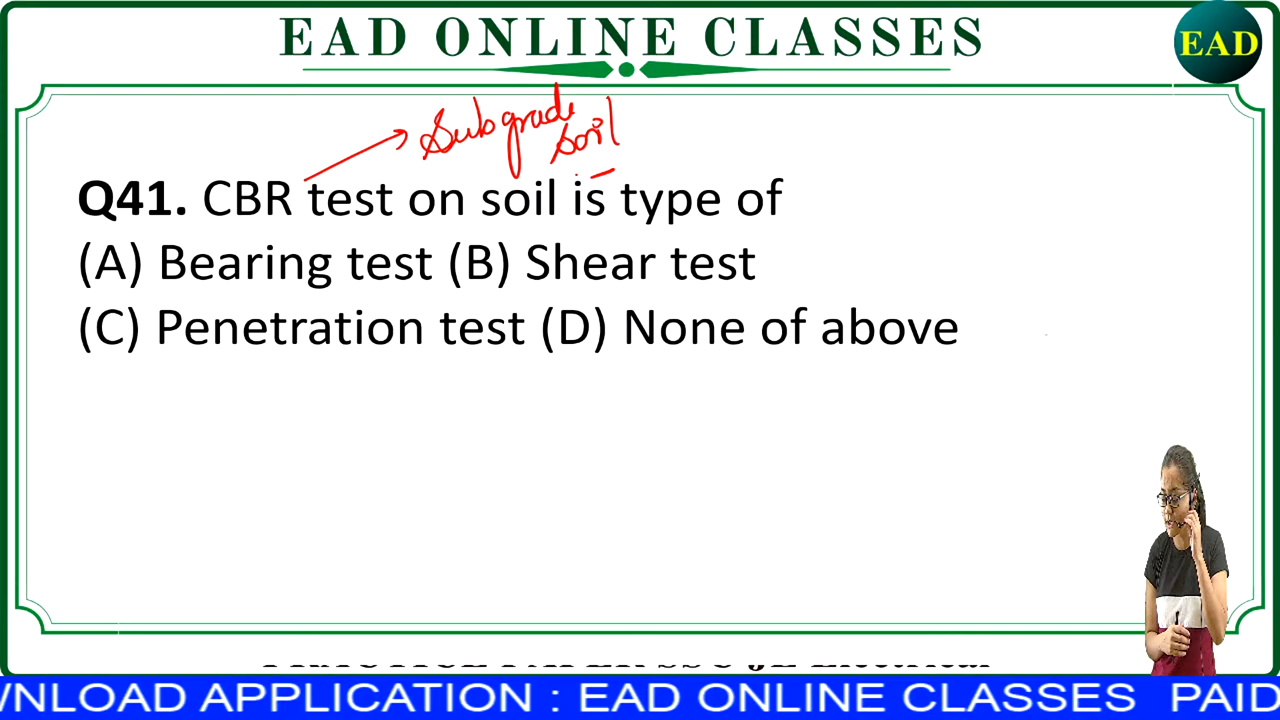 EAD ONLINE CLASSES
EAD
Subgrade
soil
Q41. CBR test on soil is type of
(A) Bearing test (B) Shear test
(C) Penetration test (D) None of above
WNLOAD APPLICATION : EAD ONLINE CLASSES PAID